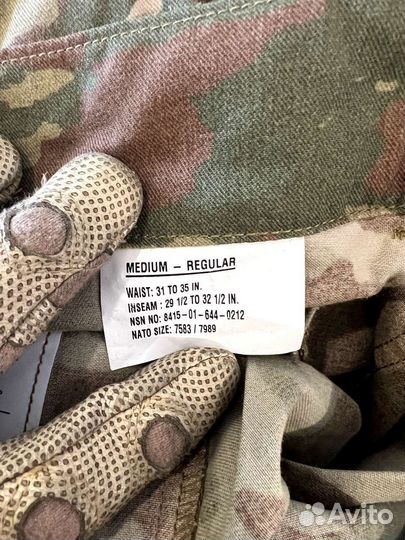 MEDIUM – REGULAR
WAIST: 31 TO 35 IN.
INSEAM : 29 1/2 TO 32 1/2 IN.
NSN NO: 8415-01-644-0212
NATO SIZE: 7583 / 7989
Avito